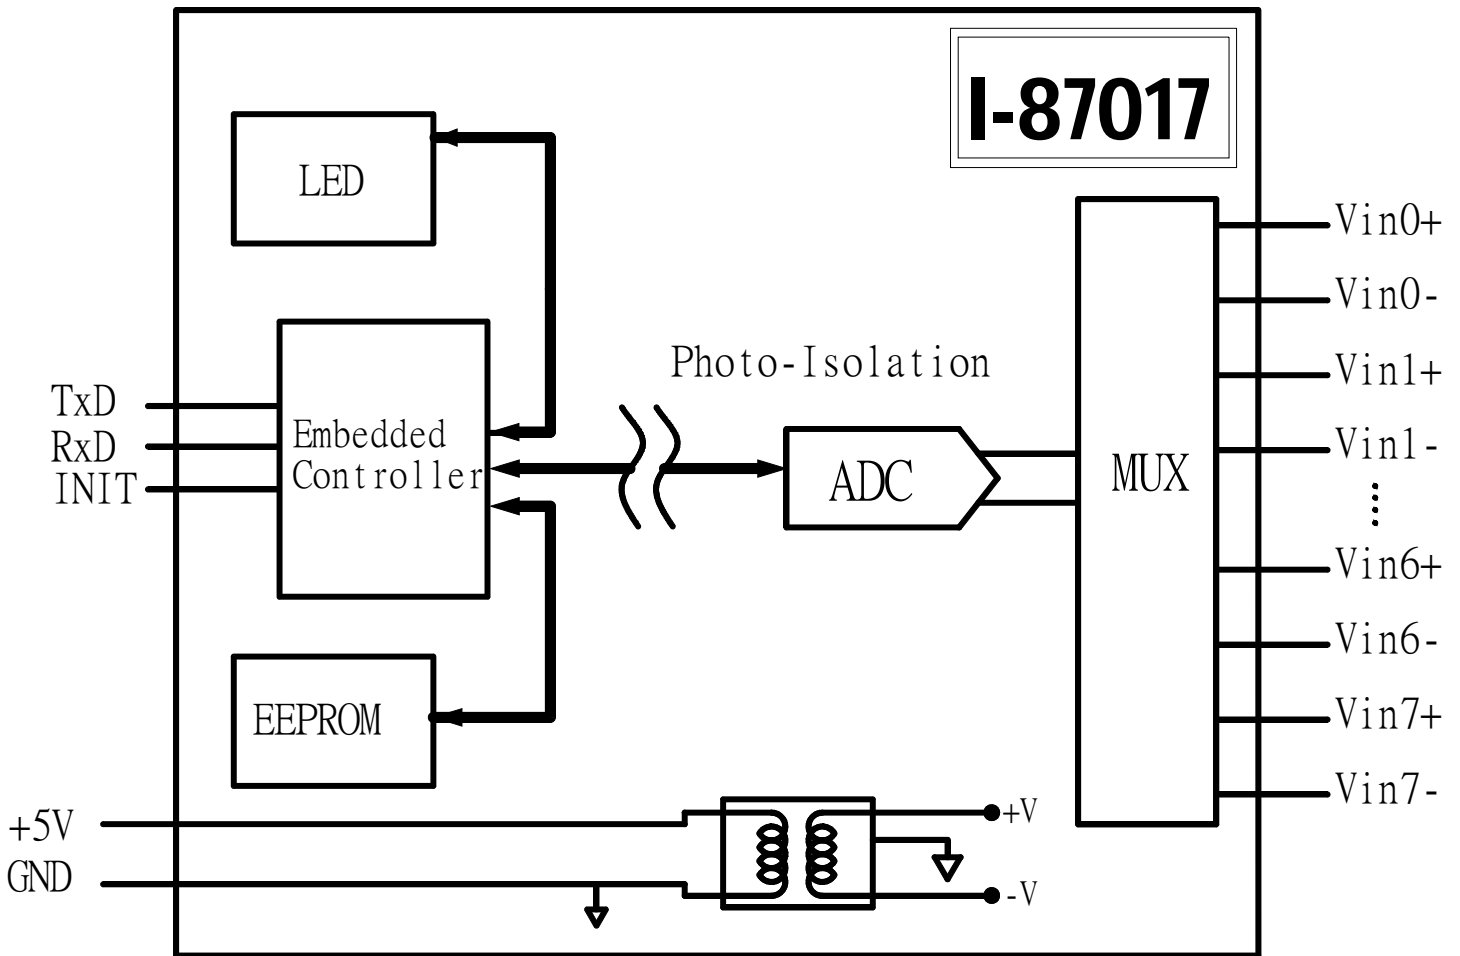 I-87017
LED
Vin0+
Vin0-
Photo-Isolation
Vin1+
TxD
RxD
INIT
Embedded
Controller
ADC
MUX
Vin1-
Vin6+
Vin6-
EEPROM
Vin7+
Vin7-
+5V
GND
+V
-V